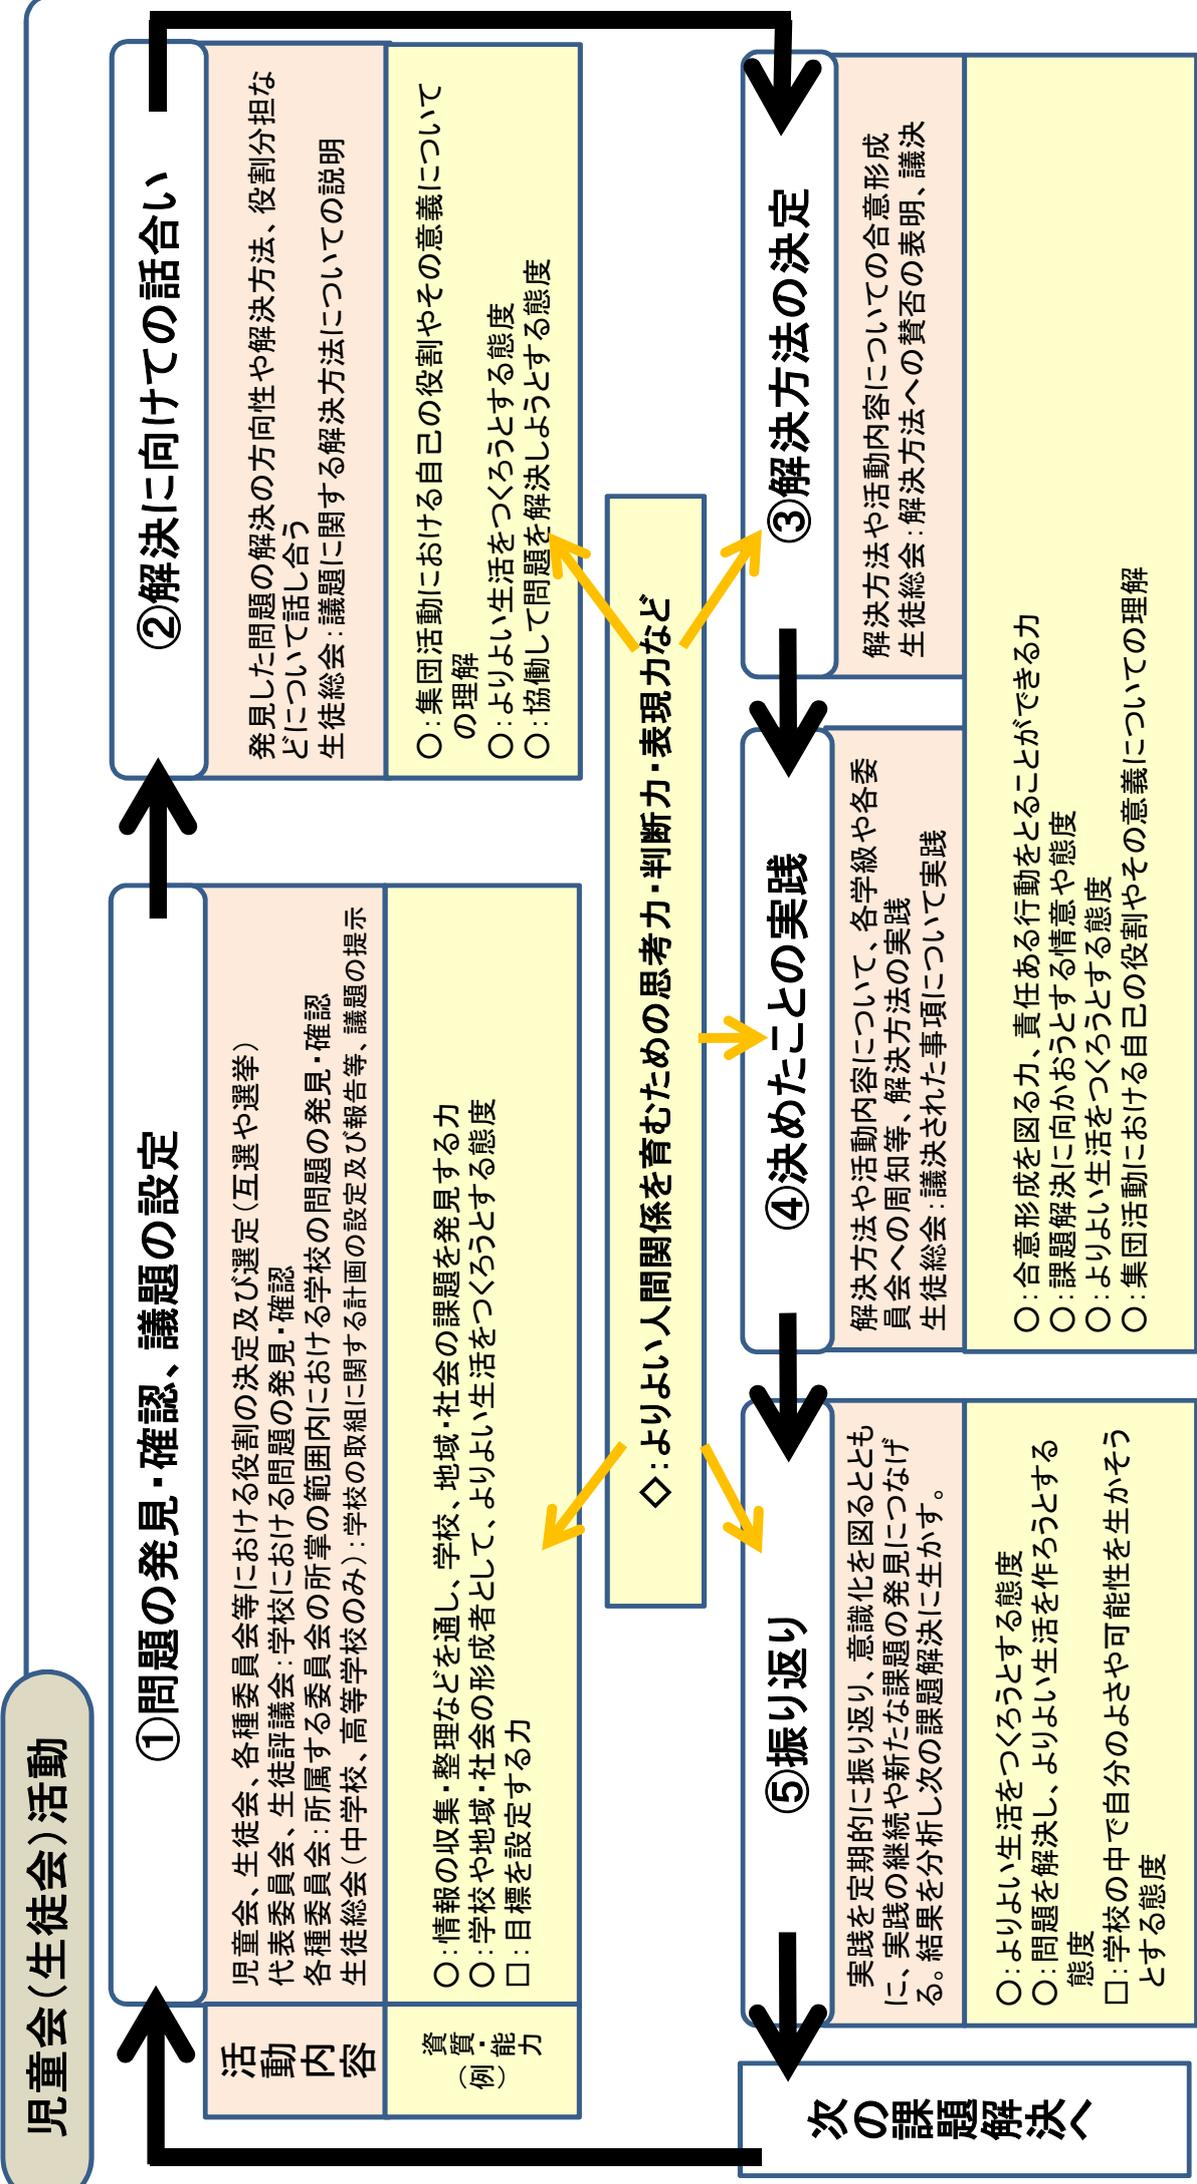 児童会(生徒会)活動
①問題の発見・確認、議題の設定
活動内容
児童会、生徒会、各種委員会等における役割の決定及び選定(互選や選挙)
代表委員会、生徒評議会:学校における問題の発見・確認
各種委員会:所属する委員会の所掌の範囲内における学校の問題の発見・確認
生徒総会(中学校、高等学校のみ):学校の取組に関する計画の設定及び報告等、議題の提示
資質・能力
(例)
○:情報の収集・整理などを通し、学校、地域・社会の課題を発見する力
○:学校や地域・社会の形成者として、よりよい生活をつくろうとする態度
□:目標を設定する力
②解決に向けての話合い
発見した問題の解決の方向性や解決方法、役割分担な
どについて話し合う
生徒総会:議題に関する解決方法についての説明
○:集団活動における自己の役割やその意義について
の理解
○:よりよい生活をつくろうとする態度
○:協働して問題を解決しようとする態度
◇:よりよい人間関係を育むための思考力・判断力・表現力など
③解決方法の決定
解決方法や活動内容についての合意形成
生徒総会:解決方法への賛否の表明、議決
④決めたことの実践
解決方法や活動内容について、各学級や各委
員会への周知等、解決方法の実践
生徒総会:議決された事項について実践
○:合意形成を図る力、責任ある行動をとることができる力
○:課題解決に向かおうとする情意や態度
○:よりよい生活をつくろうとする態度
○:集団活動における自己の役割やその意義についての理解
⑤振り返り
実践を定期的に振り返り、意識化を図るととも
に、実践の継続や新たな課題の発見につなげ
る。結果を分析し次の課題解決に生かす。
○:よりよい生活をつくろうとする態度
○:問題を解決し、よりよい生活を作ろうとする
態度
□:学校の中で自分のよさや可能性を生かそう
とする態度
次の課題解決へ